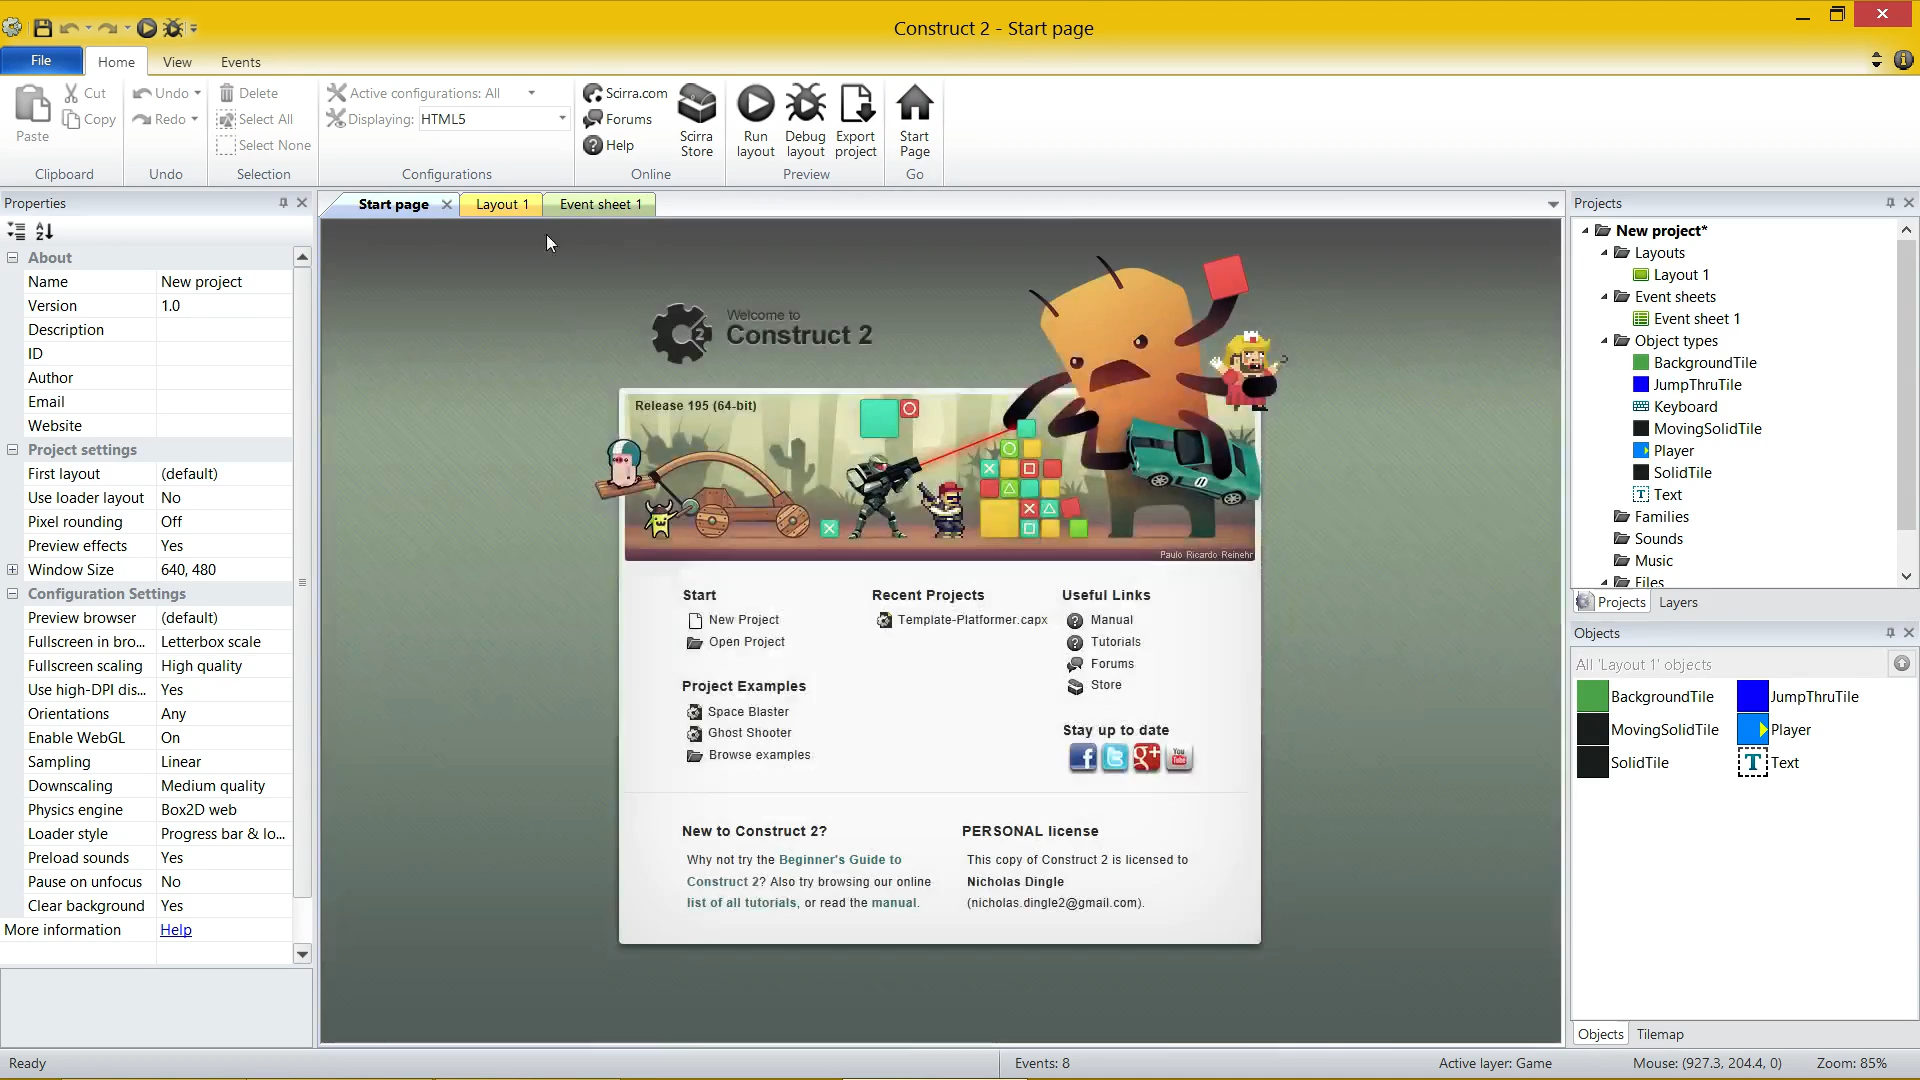 Construct 2 - Start page
File
Home
View
Events
Paste
Cut
Copy
Clipboard
Undo
Redo
Undo
Delete
Select All
Select None
Selection
Active configurations: All
Displaying:
HTML5
Configurations
Scirra.com
Forums
Help
Scirra
Store
Online
Run
layout
Debug
layout
Export
project
Preview
Start
Page
Go
Properties
About
Name
New project
Version
1.0
Description
ID
Author
Email
Website
Project settings
First layout
(default)
Use loader layout
No
Pixel rounding
Off
Preview effects
Yes
Window Size
640, 480
Configuration Settings
Preview browser
(default)
Fullscreen in bro...
Letterbox scale
Fullscreen scaling
High quality
Use high-DPI dis...
Yes
Orientations
Any
Enable WebGL
On
Sampling
Linear
Downscaling
Medium quality
Physics engine
Box2D web
Loader style
Progress bar & lo...
Preload sounds
Yes
Pause on unfocus
No
Clear background
Yes
More information
Help
Start page
Layout 1
Event sheet 1
Welcome to
Construct 2
Release 195 (64-bit)
Paulo Ricardo Reinehr
Start
New Project
Open Project
Project Examples
Space Blaster
Ghost Shooter
Browse examples
Recent Projects
Template-Platformer.capx
Useful Links
Manual
Tutorials
Forums
Store
Stay up to date
New to Construct 2?
Why not try the Beginner's Guide to
Construct 2? Also try browsing our online
list of all tutorials, or read the manual.
PERSONAL license
This copy of Construct 2 is licensed to
Nicholas Dingle
(nicholas.dingle2@gmail.com).
Projects
New project*
Layouts
Layout 1
Event sheets
Event sheet 1
Object types
BackgroundTile
JumpThruTile
Keyboard
MovingSolidTile
Player
SolidTile
Text
Families
Sounds
Music
Files
Projects
Layers
Objects
All 'Layout 1' objects
BackgroundTile
JumpThruTile
MovingSolidTile
Player
SolidTile
Text
Objects
Tilemap
Ready
Events: 8
Active layer: Game
Mouse: (927.3, 204.4, 0)
Zoom: 85%